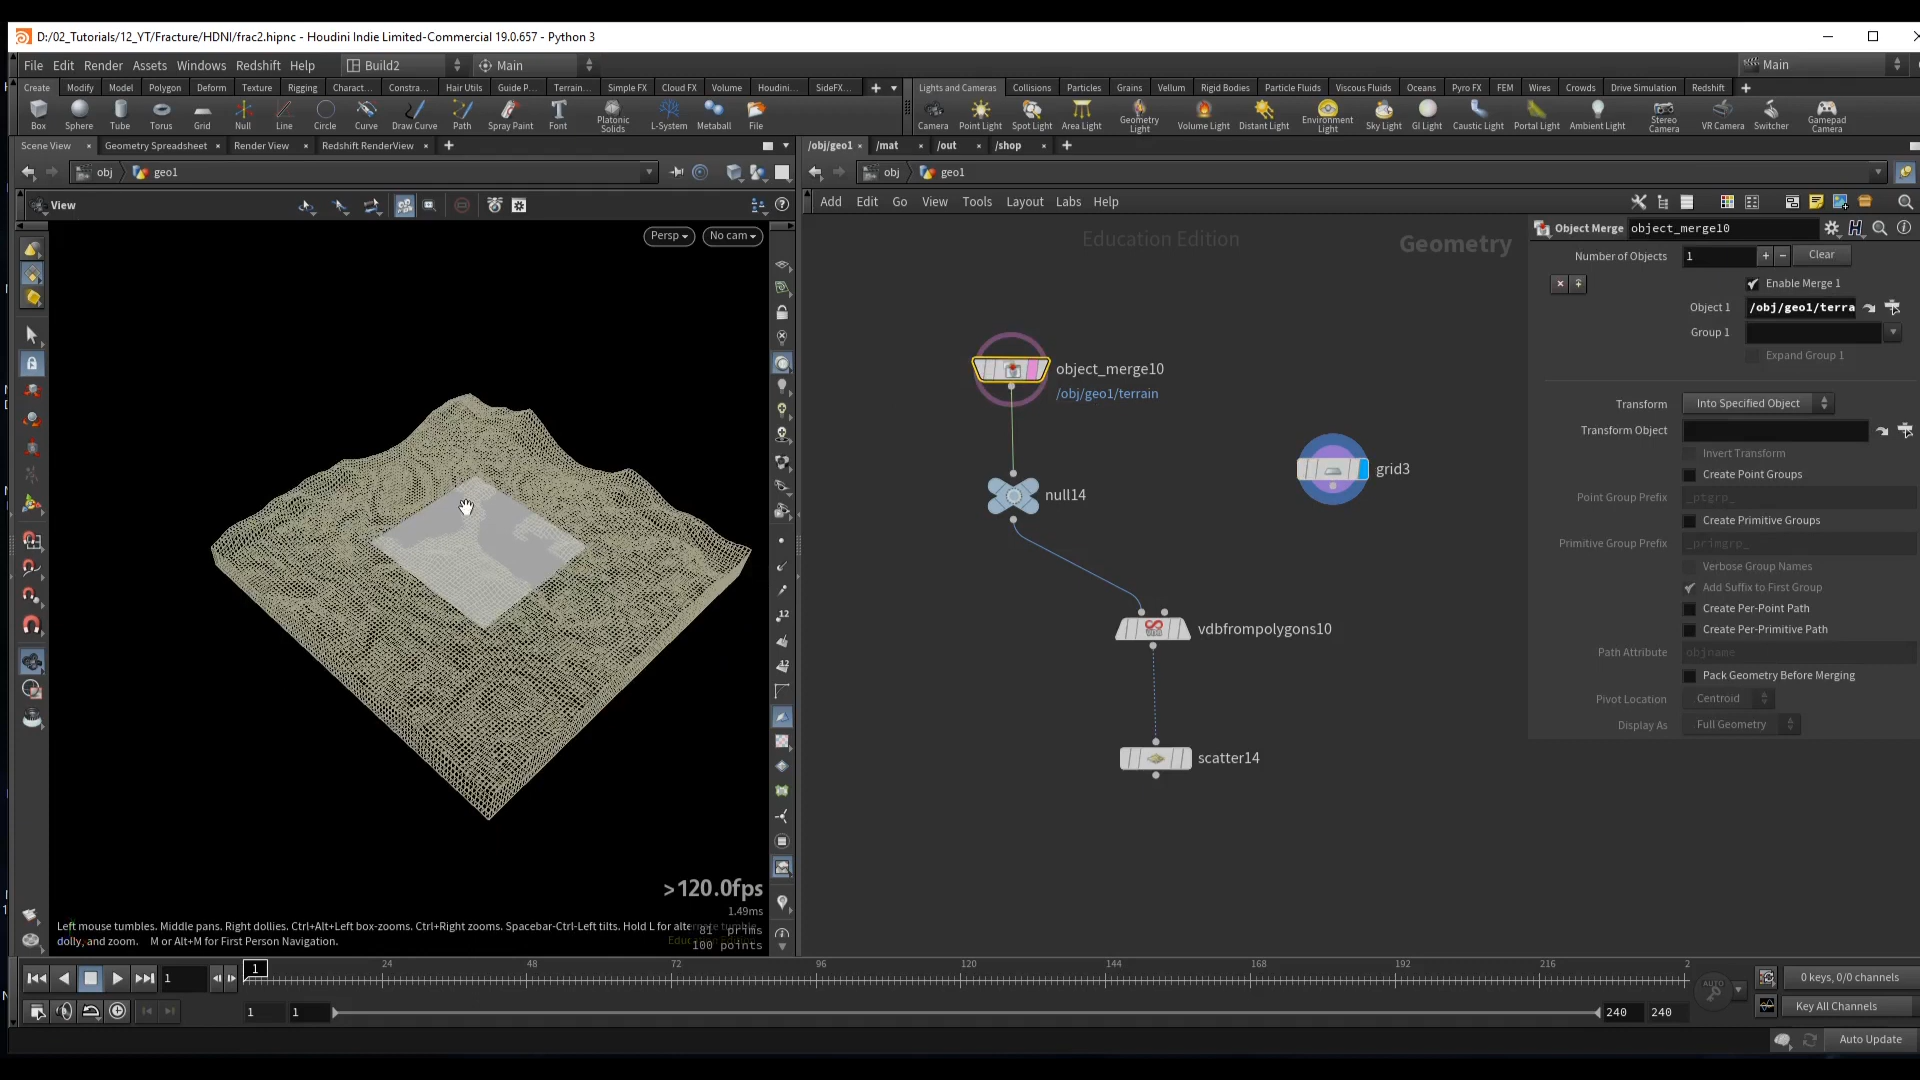 D:/02_Tutorials/12_YT/Fracture/HDNI/frac2.hipnc - Houdini Indie Limited-Commercial 19.0.657 - Python 3
File Edit Render Assets Windows Redshift Help Build2 Main Main
Create Modify Model Polygon Deform Texture Rigging Charact... Constra... Hair Utils Guide P... Terrain... Simple FX Cloud FX Volume Houdini... SideFX...
Lights and Cameras Collisions Particles Grains Vellum Rigid Bodies Particle Fluids Viscous Fluids Oceans Pyro FX FEM Wires Crowds Drive Simulation Redshift
Box Sphere Tube Torus Grid Null Line Circle Curve Draw Curve Path Spray Paint Font Platonic Solids L-System Metaball File
Camera Point Light Spot Light Area Light Geometry Light Volume Light Distant Light Environment Light Sky Light GI Light Caustic Light Portal Light Ambient Light Stereo Camera VR Camera Switcher Gamepad Camera
Scene View Geometry Spreadsheet Render View Redshift RenderView
/obj/geo1 /mat /out /shop
obj geo1
obj geo1
View
Add Edit Go View Tools Layout Labs Help
Persp No cam
Education Edition
Geometry
Object Merge object_merge10
Number of Objects 1 Clear
Enable Merge 1
Object 1 /obj/geo1/terra
Group 1
Expand Group 1
Transform Into Specified Object
Transform Object
Invert Transform
Create Point Groups
Point Group Prefix _ptgrp_
Create Primitive Groups
Primitive Group Prefix _primgrp_
Verbose Group Names
Add Suffix to First Group
Create Per-Point Path
Create Per-Primitive Path
Path Attribute objname
Pack Geometry Before Merging
Pivot Location Centroid
Display As Full Geometry
object_merge10
/obj/geo1/terrain
grid3
null14
vdbfrompolygons10
scatter14
12
12
>120.0fps
1.49ms
Left mouse tumbles. Middle pans. Right dollies. Ctrl+Alt+Left box-zooms. Ctrl+Right zooms. Spacebar-Ctrl-Left tilts. Hold L for alternate tumble,
dolly, and zoom. M or Alt+M for First Person Navigation.
81 prims
100 points
1 1 24 48 72 96 120 144 168 192 216 2
AUTO
0 keys, 0/0 channels
1 1 240 240
Key All Channels
Auto Update